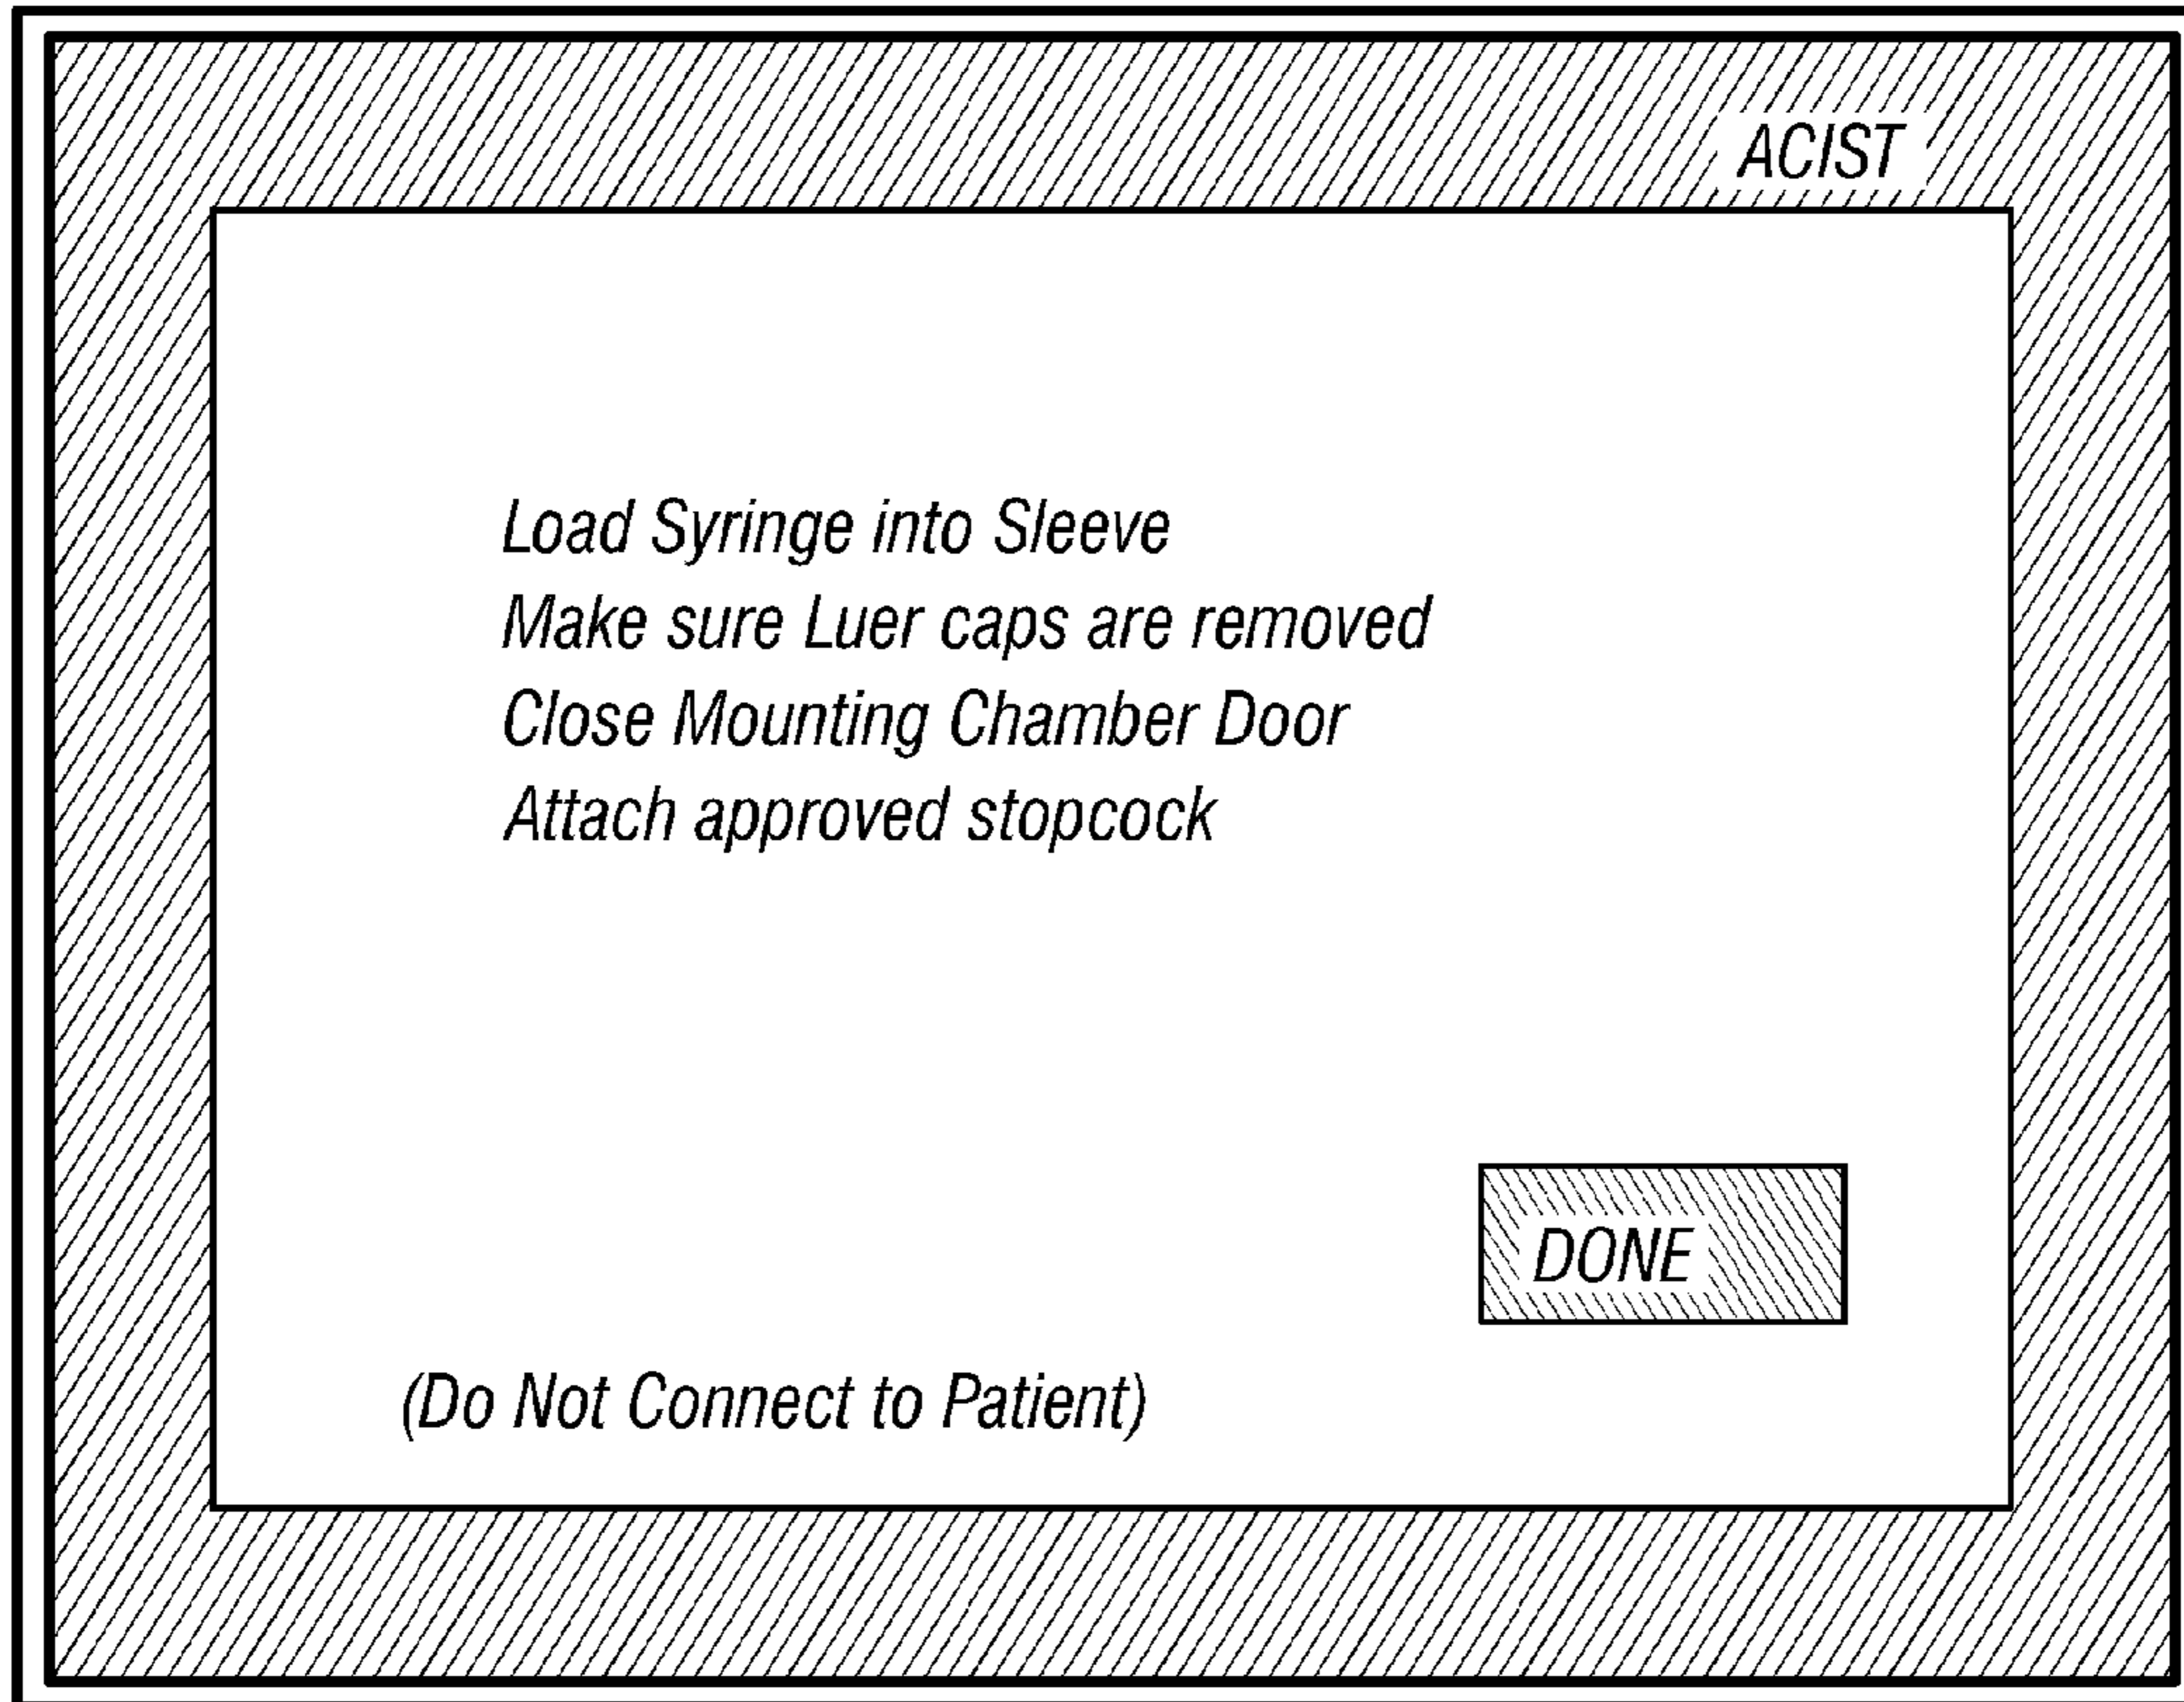 ACIST
Load Syringe into Sleeve
Make sure Luer caps are removed
Close Mounting Chamber Door
Attach approved stopcock
DONE
(Do Not Connect to Patient)